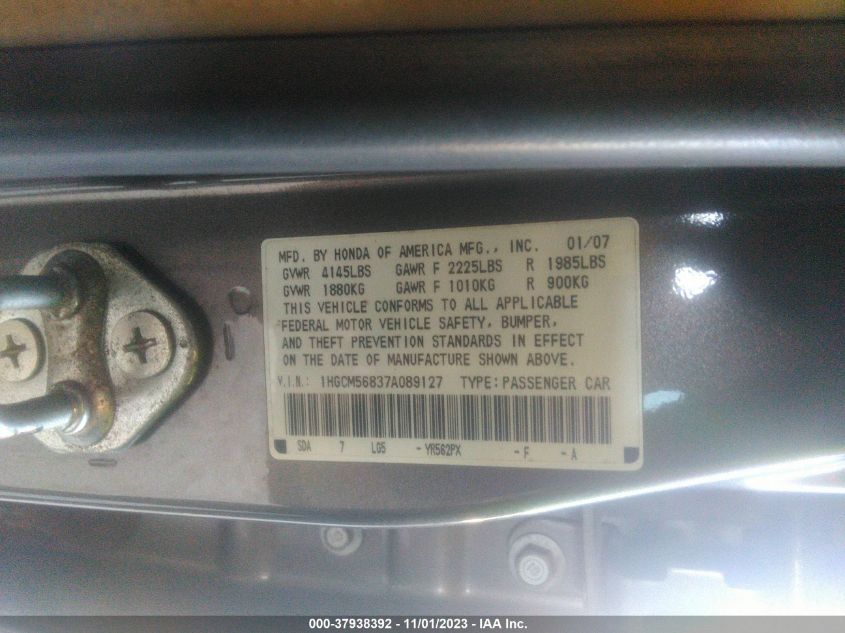 MFD. BY HONDA OF AMERICA MFG., INC. 01/07
GVWR 4145LBS GAWR F 2225LBS R 1985LBS
GVWR 1880KG GAWR F 1010KG R 900KG
THIS VEHICLE CONFORMS TO ALL APPLICABLE
FEDERAL MOTOR VEHICLE SAFETY, BUMPER,
AND THEFT PREVENTION STANDARDS IN EFFECT
ON THE DATE OF MANUFACTURE SHOWN ABOVE.
V.I.N.: 1HGCM56837A089127 TYPE: PASSENGER CAR
SDA 7 LG5 - YR562PX - F - A
000-37938392 - 11/01/2023 - IAA Inc.